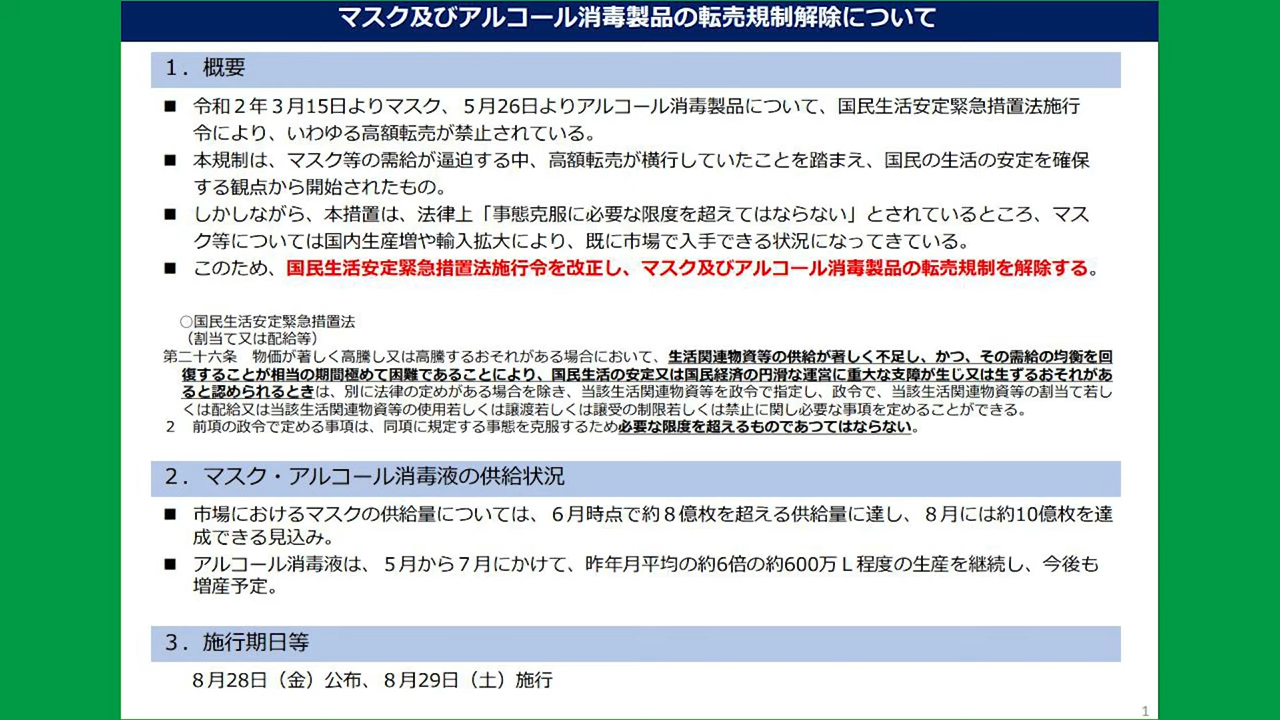 マスク及びアルコール消毒製品の転売規制解除について
１．概要
■ 令和２年３月15日よりマスク、５月26日よりアルコール消毒製品について、国民生活安定緊急措置法施行
令により、いわゆる高額転売が禁止されている。
■ 本規制は、マスク等の需給が逼迫する中、高額転売が横行していたことを踏まえ、国民の生活の安定を確保
する観点から開始されたもの。
■ しかしながら、本措置は、法律上「事態克服に必要な限度を超えてはならない」とされているところ、マス
ク等については国内生産増や輸入拡大により、既に市場で入手できる状況になってきている。
■ このため、国民生活安定緊急措置法施行令を改正し、マスク及びアルコール消毒製品の転売規制を解除する。
○国民生活安定緊急措置法
（割当て又は配給等）
第二十六条　物価が著しく高騰し又は高騰するおそれがある場合において、生活関連物資等の供給が著しく不足し、かつ、その需給の均衡を回
復することが相当の期間極めて困難であることにより、国民生活の安定又は国民経済の円滑な運営に重大な支障が生じ又は生ずるおそれがあ
ると認められるときは、別に法律の定めがある場合を除き、当該生活関連物資等を政令で指定し、政令で、当該生活関連物資等の割当て若し
くは配給又は当該生活関連物資等の使用若しくは譲渡若しくは譲受の制限若しくは禁止に関し必要な事項を定めることができる。
２　前項の政令で定める事項は、同項に規定する事態を克服するため必要な限度を超えるものであつてはならない。
２．マスク・アルコール消毒液の供給状況
■ 市場におけるマスクの供給量については、６月時点で約８億枚を超える供給量に達し、８月には約10億枚を達
成できる見込み。
■ アルコール消毒液は、５月から７月にかけて、昨年月平均の約6倍の約600万Ｌ程度の生産を継続し、今後も
増産予定。
３．施行期日等
８月28日（金）公布、８月29日（土）施行
1